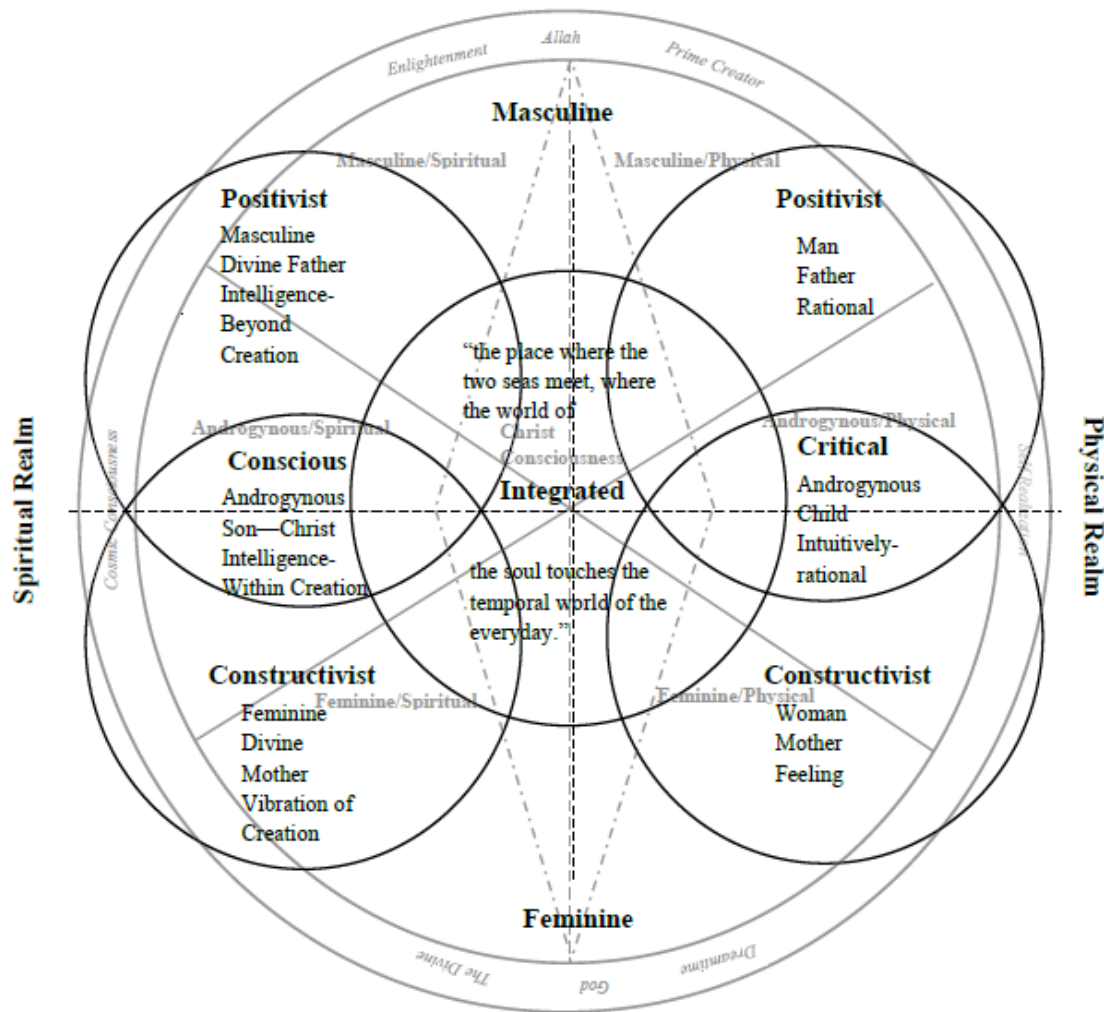 Allah
Enlightenment
Prime Creator
Masculine
Masculine/Spiritual
Masculine/Physical
Positivist
Masculine
Divine Father
Intelligence-
Beyond
Creation
Positivist
Man
Father
Rational
“the place where the
two seas meet, where
the world of
Christ
Consciousness
Integrated
the soul touches the
temporal world of the
everyday.”
Spiritual Realm
Cosmic Consciousness
Androgynous/Spiritual
Conscious
Androgynous
Son—Christ
Intelligence-
Within Creation
Androgynous/Physical
Critical
Androgynous
Child
Intuitively-
rational
Self Realization
Physical Realm
Constructivist
Feminine/Spiritual
Feminine
Divine
Mother
Vibration of
Creation
Constructivist
Feminine/Physical
Woman
Mother
Feeling
Feminine
The Divine
God
Dreamtime